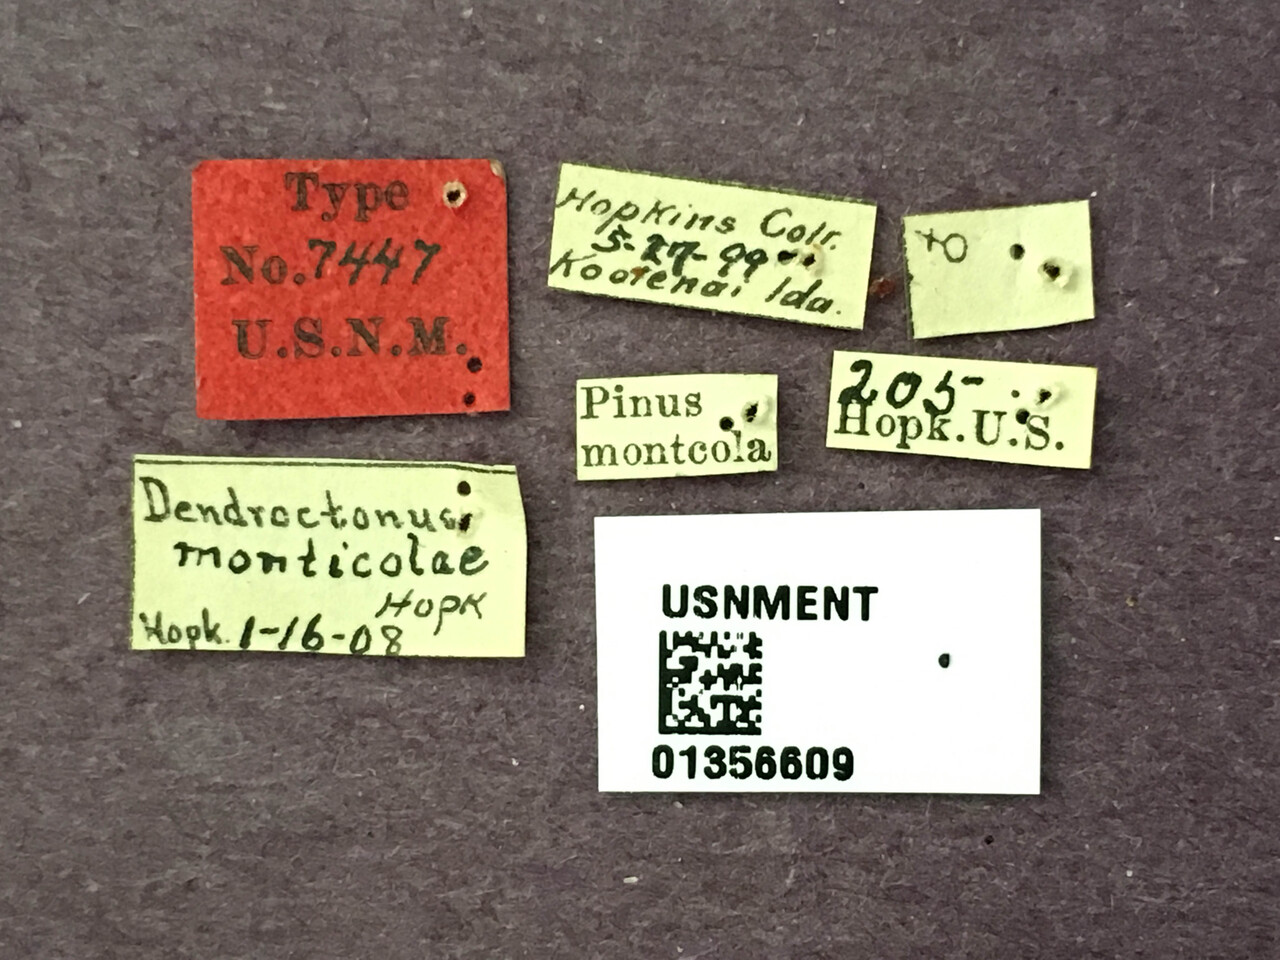 Type
No. 7447
U.S.N.M.
Hopkins Colr.
5-27-99
Kootenai Ida.
♀
Pinus
montcola
205
Hopk. U.S.
Dendroctonus
monticolae
Hopk
Hopk. 1-16-08
USNMENT
01356609